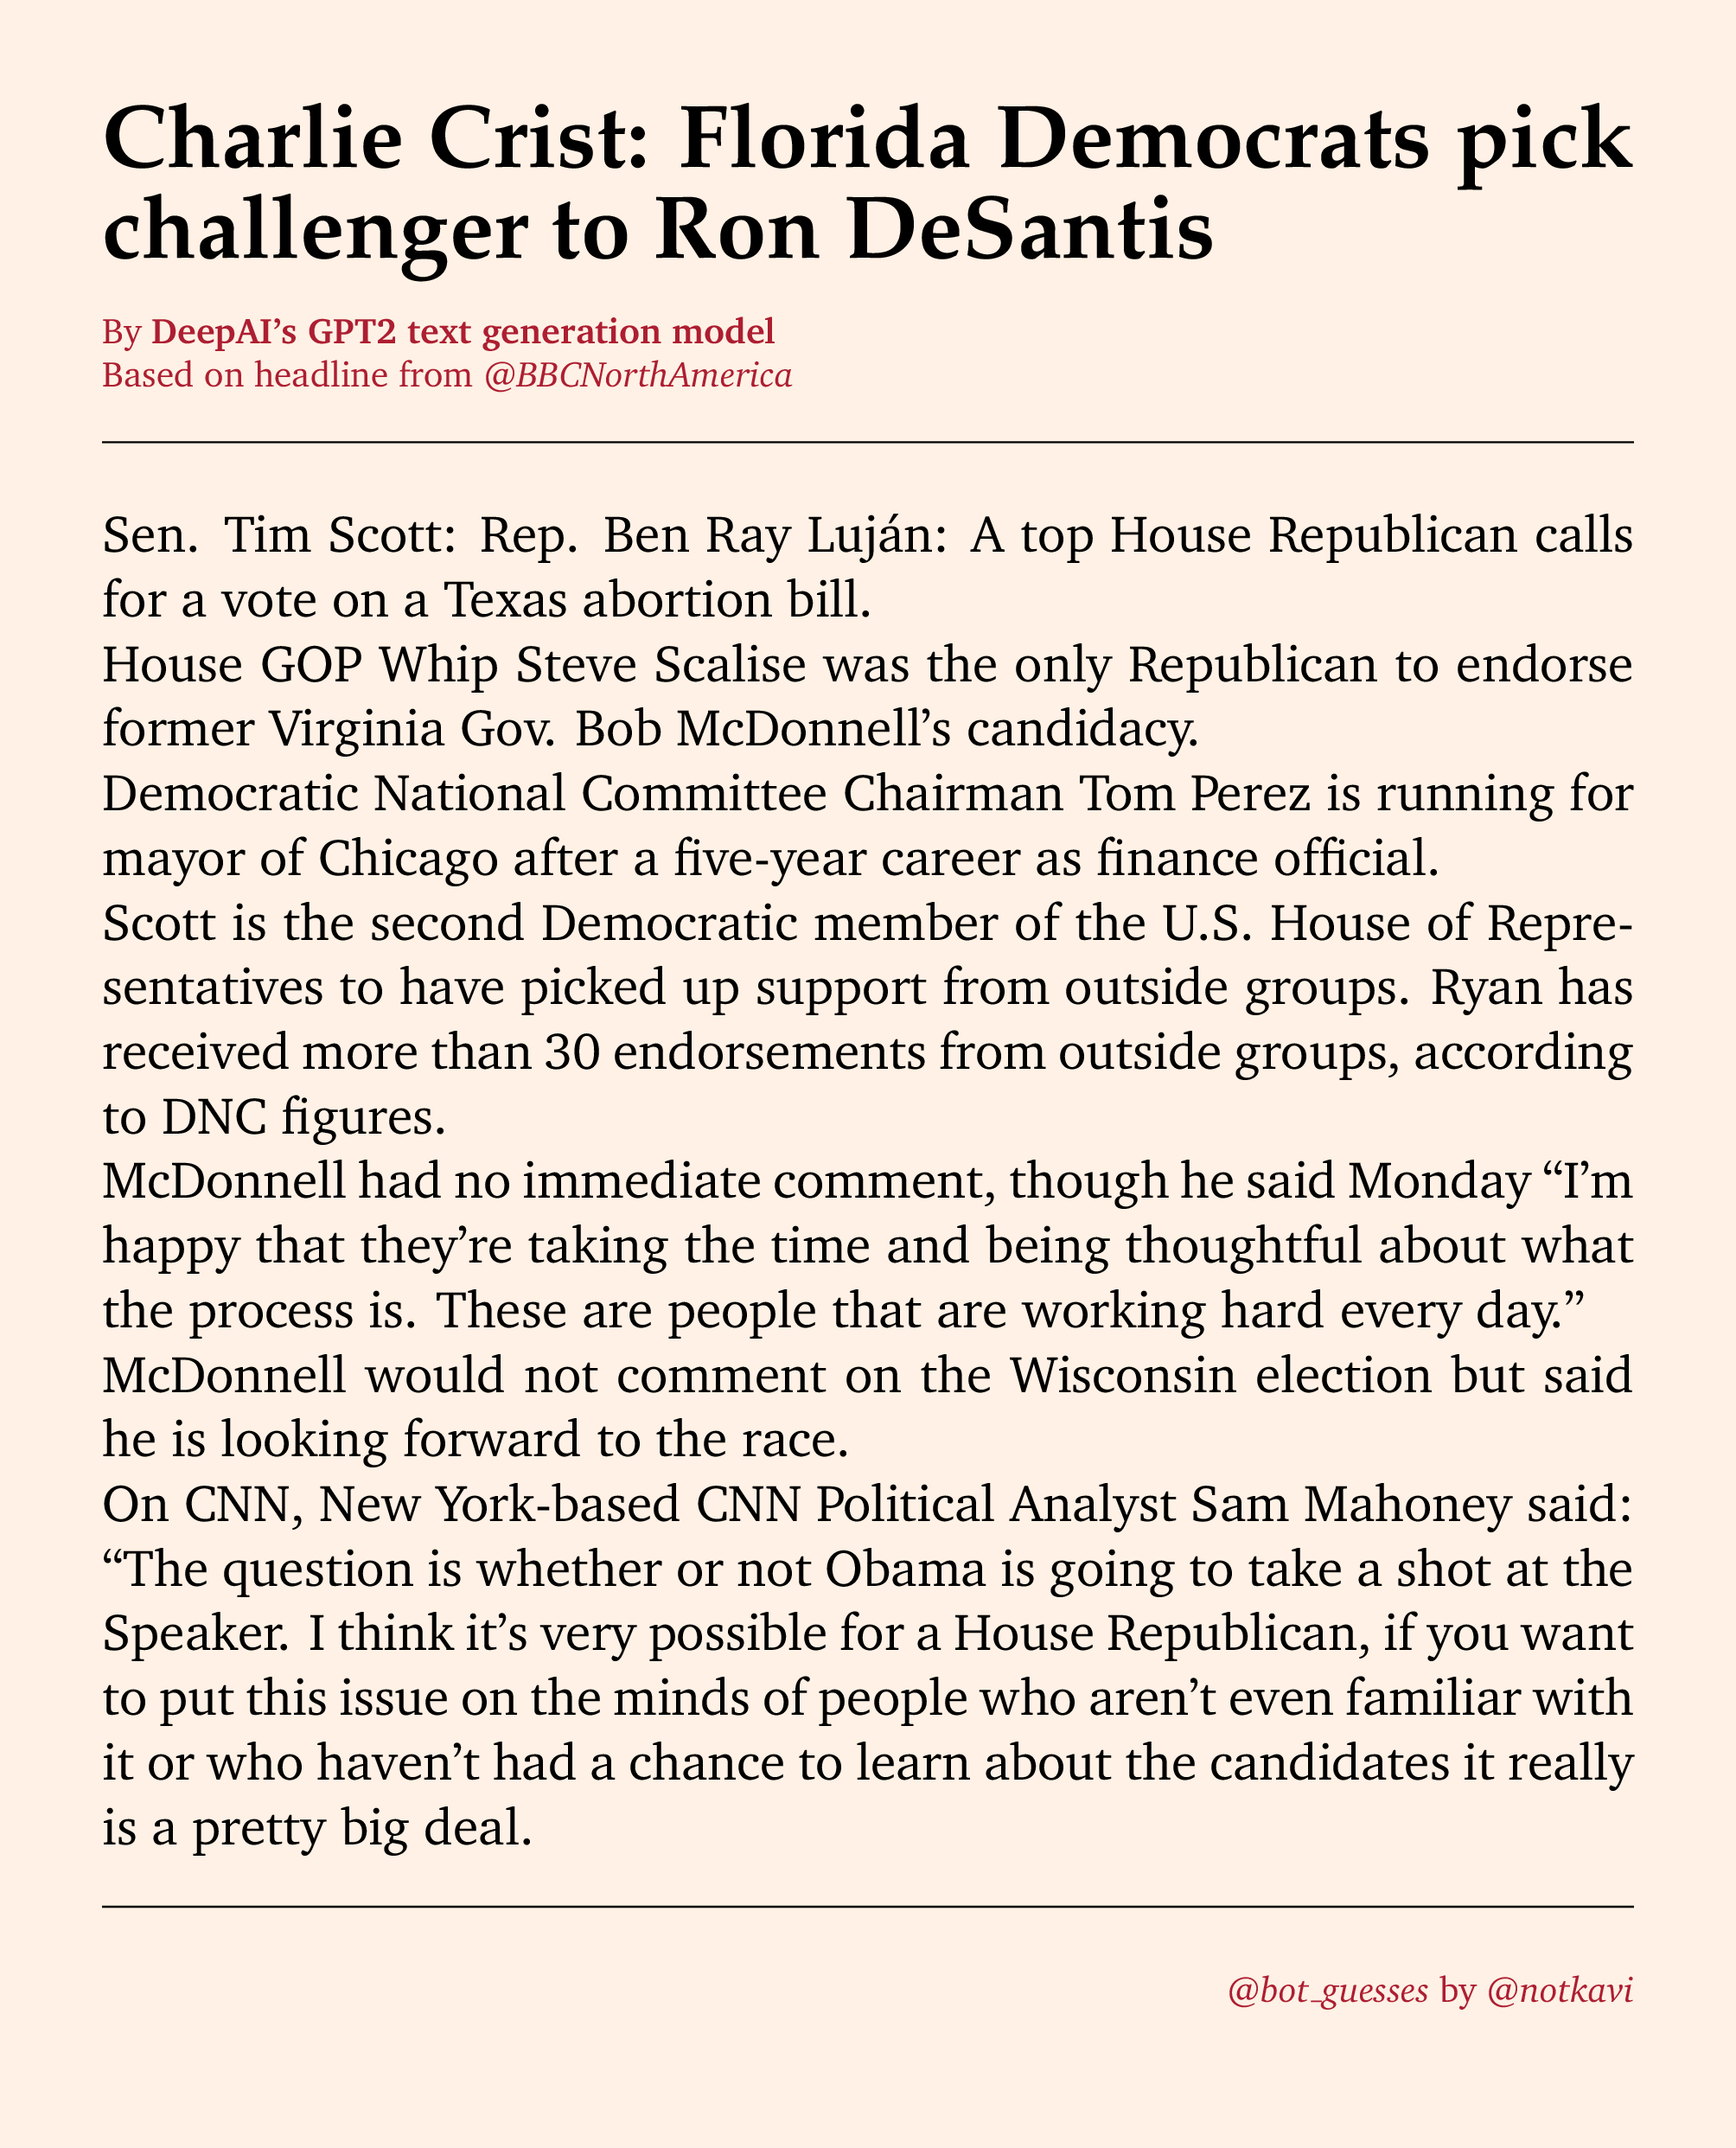 Charlie Crist: Florida Democrats pick
challenger to Ron DeSantis
By DeepAI’s GPT2 text generation model
Based on headline from @BBCNorthAmerica
Sen. Tim Scott: Rep. Ben Ray Luján: A top House Republican calls
for a vote on a Texas abortion bill.
House GOP Whip Steve Scalise was the only Republican to endorse
former Virginia Gov. Bob McDonnell’s candidacy.
Democratic National Committee Chairman Tom Perez is running for
mayor of Chicago after a five-year career as finance official.
Scott is the second Democratic member of the U.S. House of Repre-
sentatives to have picked up support from outside groups. Ryan has
received more than 30 endorsements from outside groups, according
to DNC figures.
McDonnell had no immediate comment, though he said Monday “I’m
happy that they’re taking the time and being thoughtful about what
the process is. These are people that are working hard every day.”
McDonnell would not comment on the Wisconsin election but said
he is looking forward to the race.
On CNN, New York-based CNN Political Analyst Sam Mahoney said:
“The question is whether or not Obama is going to take a shot at the
Speaker. I think it’s very possible for a House Republican, if you want
to put this issue on the minds of people who aren’t even familiar with
it or who haven’t had a chance to learn about the candidates it really
is a pretty big deal.
@bot_guesses by @notkavi